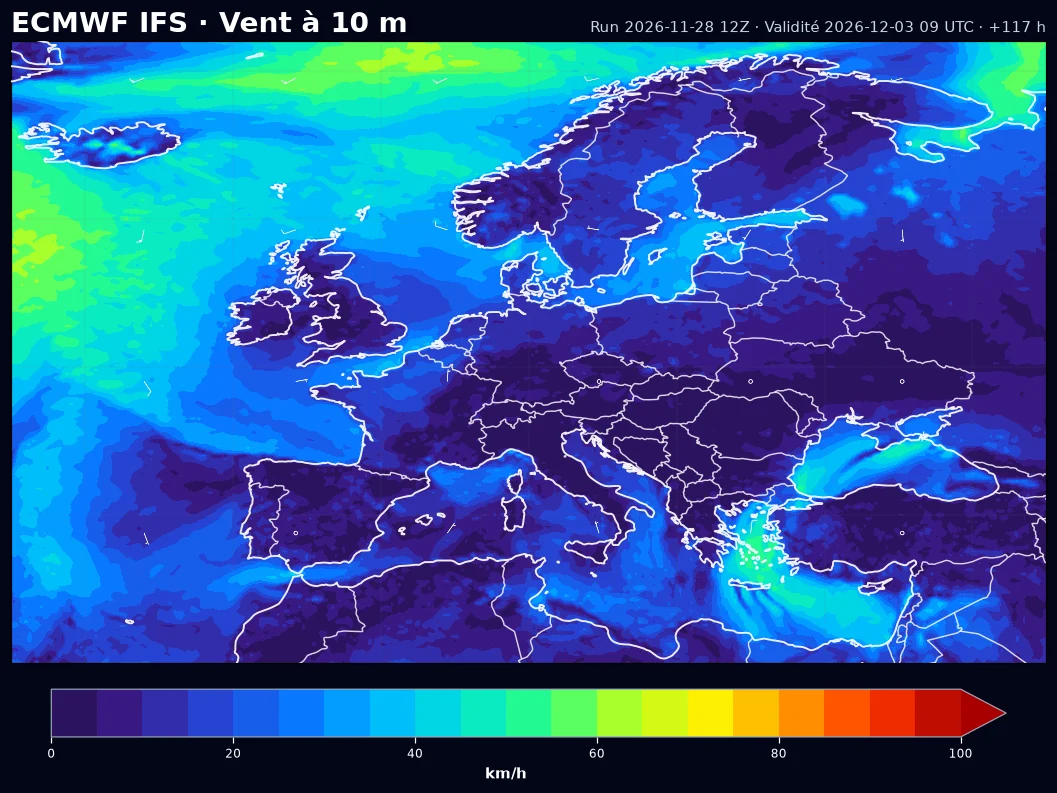 ECMWF IFS · Vent à 10 m
Run 2026-11-28 12Z · Validité 2026-12-03 09 UTC · +117 h
0 20 40 60 80 100
km/h